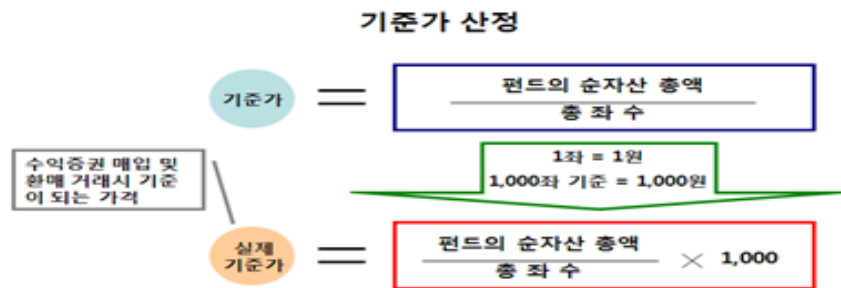 기준가 산정
기준가
=
펀드의 순자산 총액
총 좌 수
수익증권 매입 및
환매 거래시 기준
이 되는 가격
1좌 = 1원
1,000좌 기준 = 1,000원
실제
기준가
=
펀드의 순자산 총액
총 좌 수
× 1,000